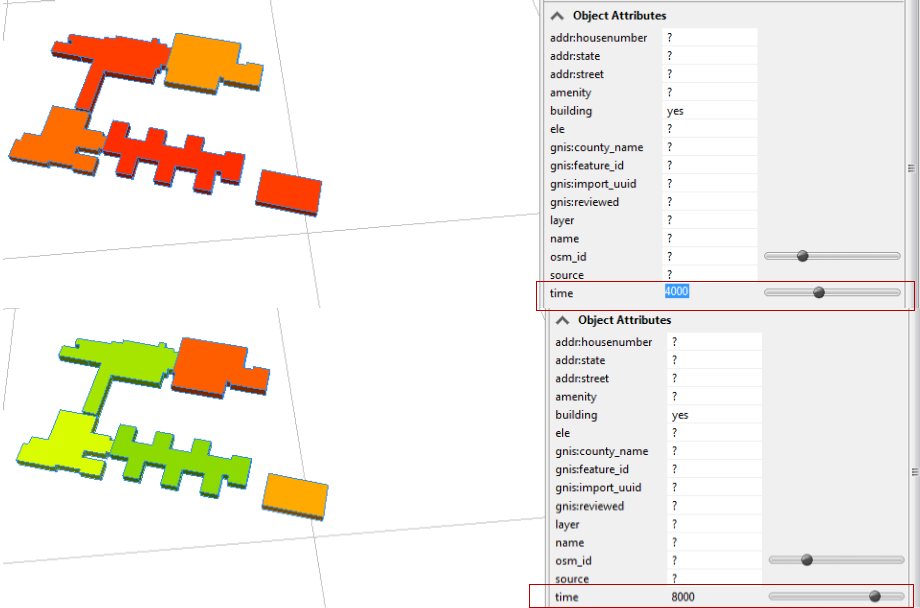 Object Attributes
addr:housenumber ?
addr:state ?
addr:street ?
amenity ?
building yes
ele ?
gnis:county_name ?
gnis:feature_id ?
gnis:import_uuid ?
gnis:reviewed ?
layer ?
name ?
osm_id ?
source ?
time 4000
Object Attributes
addr:housenumber ?
addr:state ?
addr:street ?
amenity ?
building yes
ele ?
gnis:county_name ?
gnis:feature_id ?
gnis:import_uuid ?
gnis:reviewed ?
layer ?
name ?
osm_id ?
source ?
time 8000